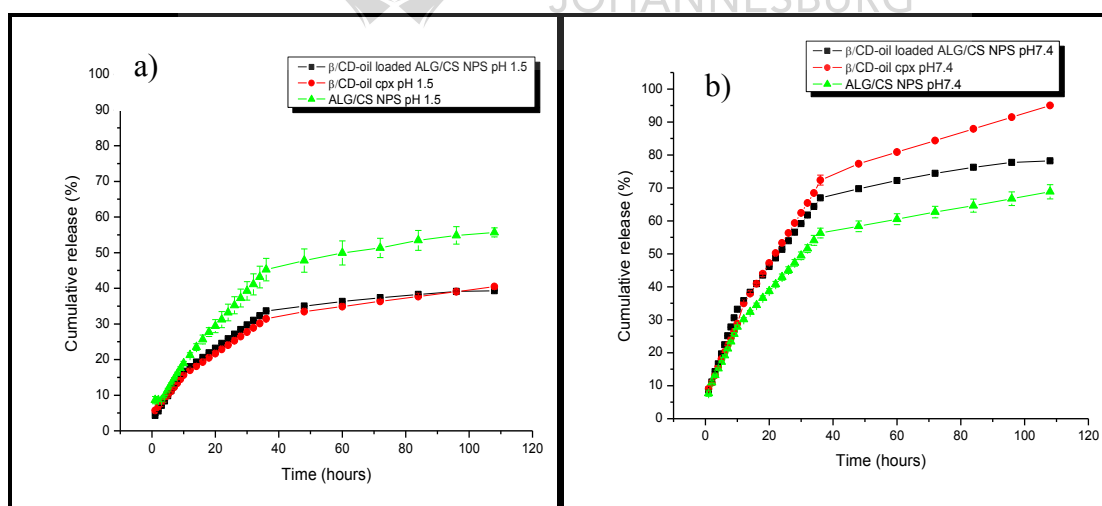 JOHANNESBURG
a)
β/CD-oil loaded ALG/CS NPS pH 1.5
β/CD-oil cpx pH 1.5
ALG/CS NPS pH 1.5
100
90
80
70
60
50
40
30
20
10
0
Cumulative release (%)
0 20 40 60 80 100 120
Time (hours)
b)
β/CD-oil loaded ALG/CS NPS pH7.4
β/CD-oil cpx pH7.4
ALG/CS NPS pH7.4
100
90
80
70
60
50
40
30
20
10
0
Cumulative release (%)
0 20 40 60 80 100 120
Time (hours)